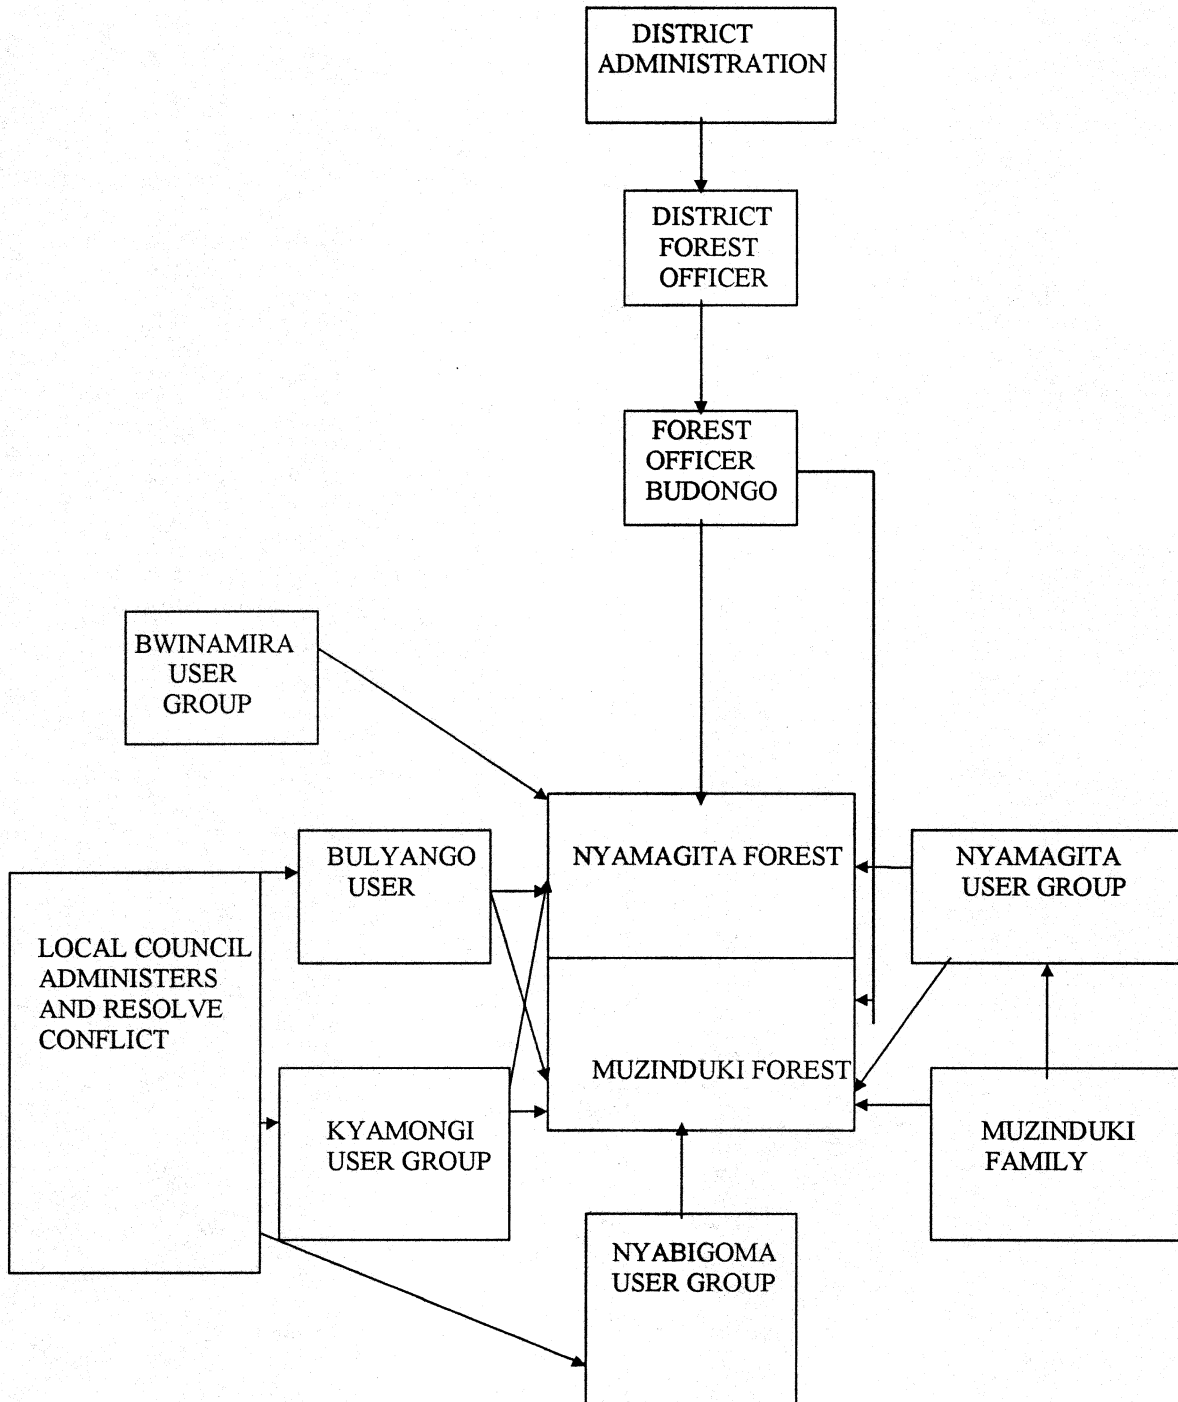 DISTRICT
ADMINISTRATION
DISTRICT
FOREST
OFFICER
FOREST
OFFICER
BUDONGO
BWINAMIRA
USER
GROUP
BULYANGO
USER
NYAMAGITA FOREST
NYAMAGITA
USER GROUP
LOCAL COUNCIL
ADMINISTERS
AND RESOLVE
CONFLICT
MUZINDUKI FOREST
KYAMONGI
USER GROUP
MUZINDUKI
FAMILY
NYABIGOMA
USER GROUP